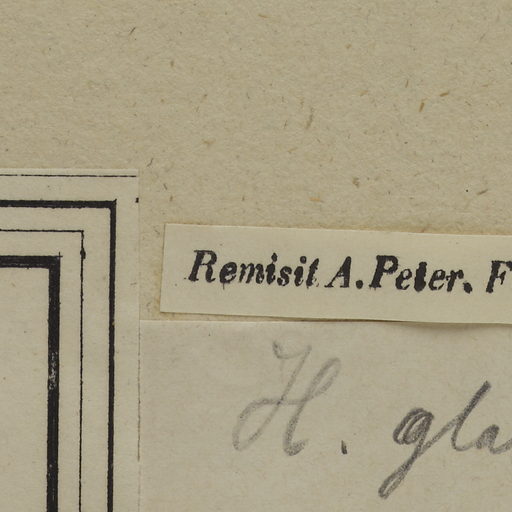 Remisit A. Peter. F
H. gla